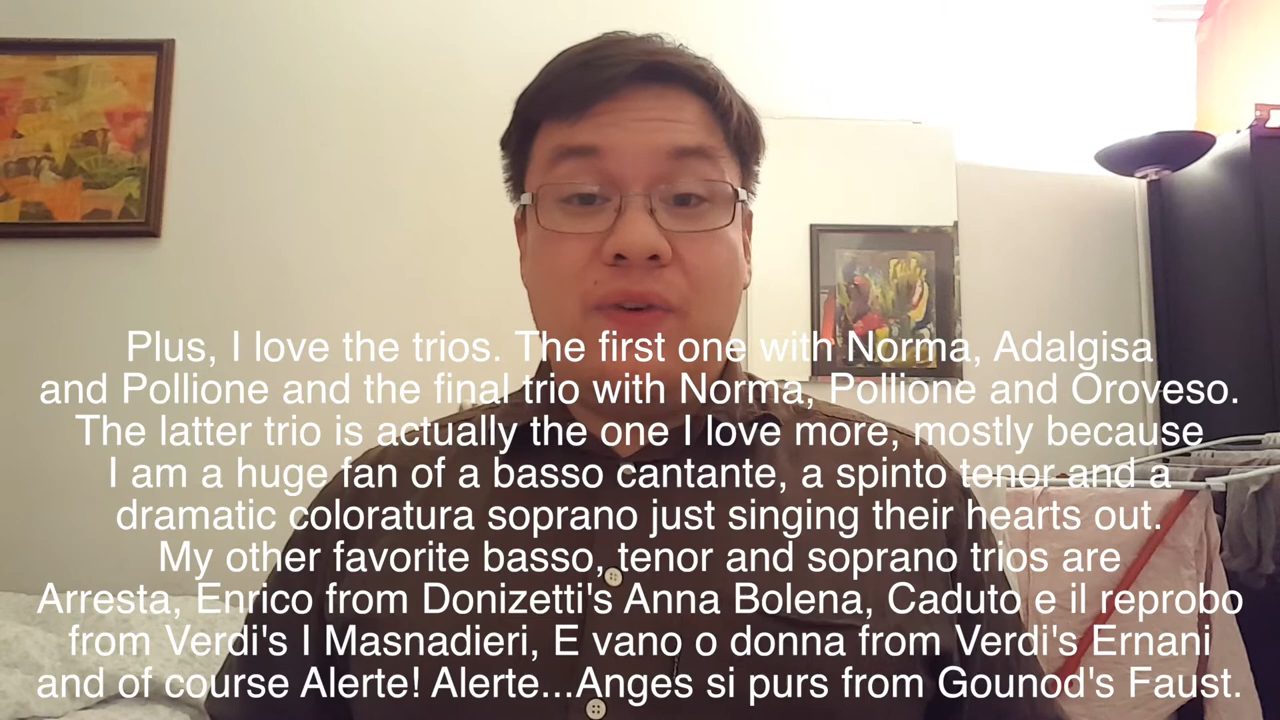 Plus, I love the trios. The first one with Norma, Adalgisa
and Pollione and the final trio with Norma, Pollione and Oroveso.
The latter trio is actually the one I love more, mostly because
I am a huge fan of a basso cantante, a spinto tenor and a
dramatic coloratura soprano just singing their hearts out.
My other favorite basso, tenor and soprano trios are
Arresta, Enrico from Donizetti's Anna Bolena, Caduto e il reprobo
from Verdi's I Masnadieri, E vano o donna from Verdi's Ernani
and of course Alerte! Alerte...Anges si purs from Gounod's Faust.